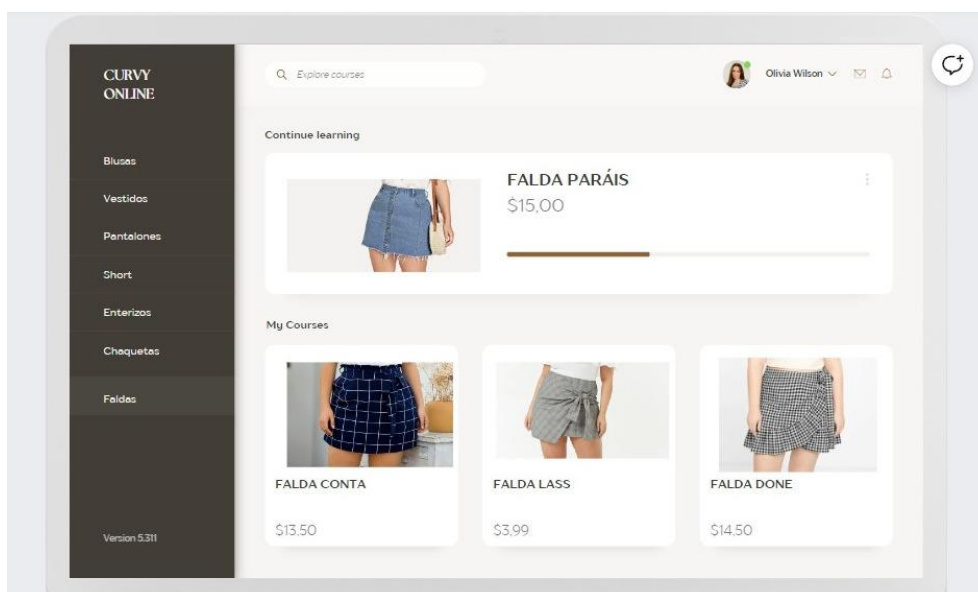 CURVY
ONLINE
Explore courses
Olivia Wilson
Continue learning
Blusas
Vestidos
Pantalones
Short
Enterizos
Chaquetas
Faldas
Version 5.311
FALDA PARÁIS
$15,00
My Courses
FALDA CONTA
$13,50
FALDA LASS
$3,99
FALDA DONE
$14,50